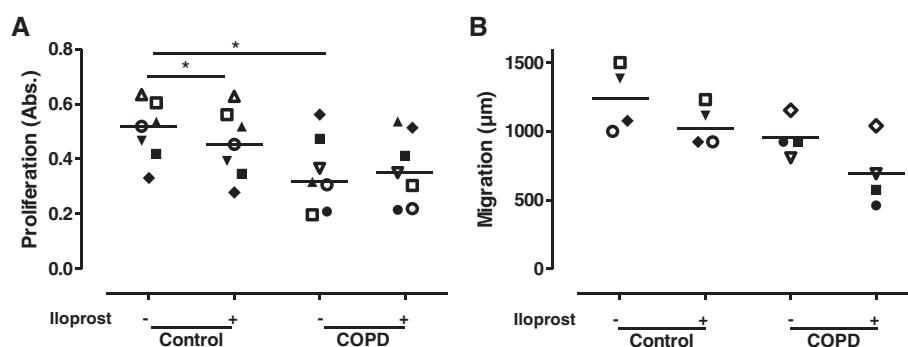 A
B
Proliferation (Abs.)
0.8
0.6
0.4
0.2
0.0
*
*
Iloprost - + - +
Control COPD
Migration (µm)
1500
1000
500
0
Iloprost - + - +
Control COPD